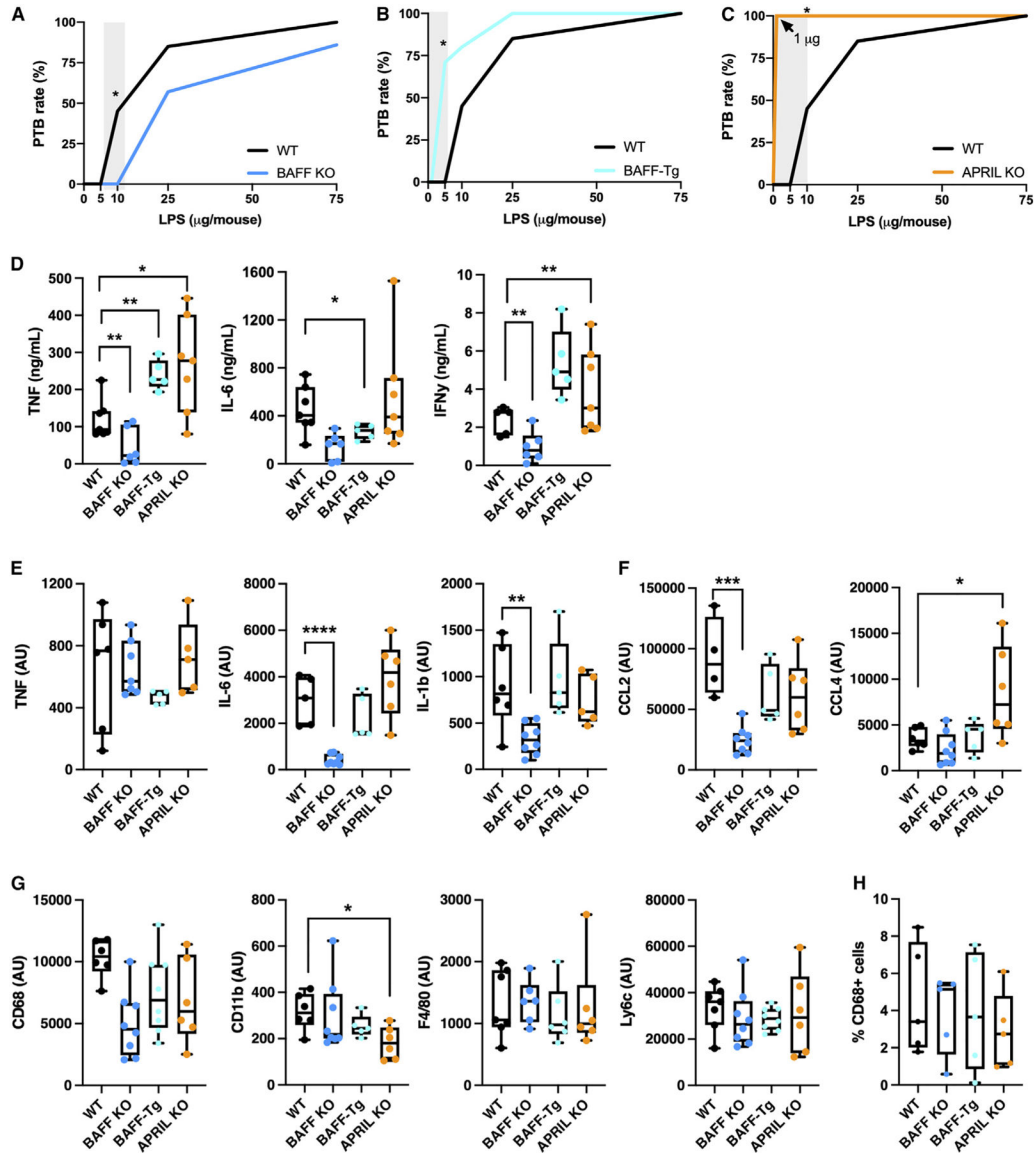 A
PTB rate (%)
100
75
50
25
0
*
WT
BAFF KO
0 5 10 25 50 75
LPS (μg/mouse)
B
PTB rate (%)
100
75
50
25
0
*
WT
BAFF-Tg
0 5 10 25 50 75
LPS (μg/mouse)
C
PTB rate (%)
100
75
50
25
0
*
1 μg
WT
APRIL KO
0 5 10 25 50 75
LPS (μg/mouse)
D
TNF (ng/mL)
500
400
300
200
100
0
*
**
**
WT BAFF KO BAFF-Tg APRIL KO
IL-6 (ng/mL)
1600
1200
800
400
0
*
WT BAFF KO BAFF-Tg APRIL KO
IFNγ (ng/mL)
10
8
6
4
2
0
**
**
WT BAFF KO BAFF-Tg APRIL KO
E
TNF (AU)
1200
800
400
0
WT BAFF KO BAFF-Tg APRIL KO
IL-6 (AU)
8000
6000
4000
2000
0
****
WT BAFF KO BAFF-Tg APRIL KO
IL-1b (AU)
2000
1500
1000
500
0
**
WT BAFF KO BAFF-Tg APRIL KO
F
CCL2 (AU)
150000
100000
50000
0
***
WT BAFF KO BAFF-Tg APRIL KO
CCL4 (AU)
20000
15000
10000
5000
0
*
WT BAFF KO BAFF-Tg APRIL KO
G
CD68 (AU)
15000
10000
5000
0
WT BAFF KO BAFF-Tg APRIL KO
CD11b (AU)
800
600
400
200
0
*
WT BAFF KO BAFF-Tg APRIL KO
F4/80 (AU)
3000
2000
1000
0
WT BAFF KO BAFF-Tg APRIL KO
Ly6c (AU)
80000
60000
40000
20000
0
WT BAFF KO BAFF-Tg APRIL KO
H
% CD68+ cells
10
8
6
4
2
0
WT BAFF KO BAFF-Tg APRIL KO